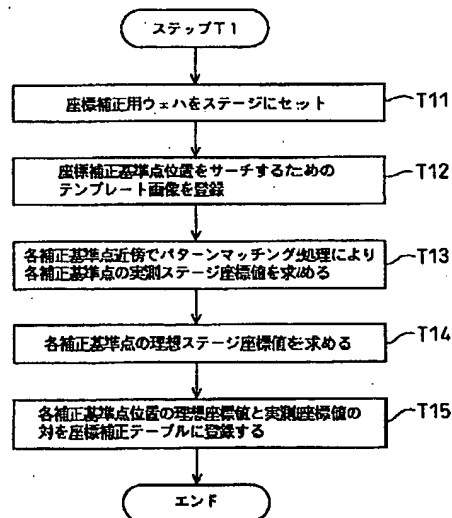 ステップT1
座標補正用ウェハをステージにセット
T11
座標補正基準点位置をサーチするための
テンプレート画像を登録
T12
各補正基準点近傍でパターンマッチング処理により
各補正基準点の実測ステージ座標値を求める
T13
各補正基準点の理想ステージ座標値を求める
T14
各補正基準点位置の理想座標値と実測座標値の
対を座標補正テーブルに登録する
T15
エンド